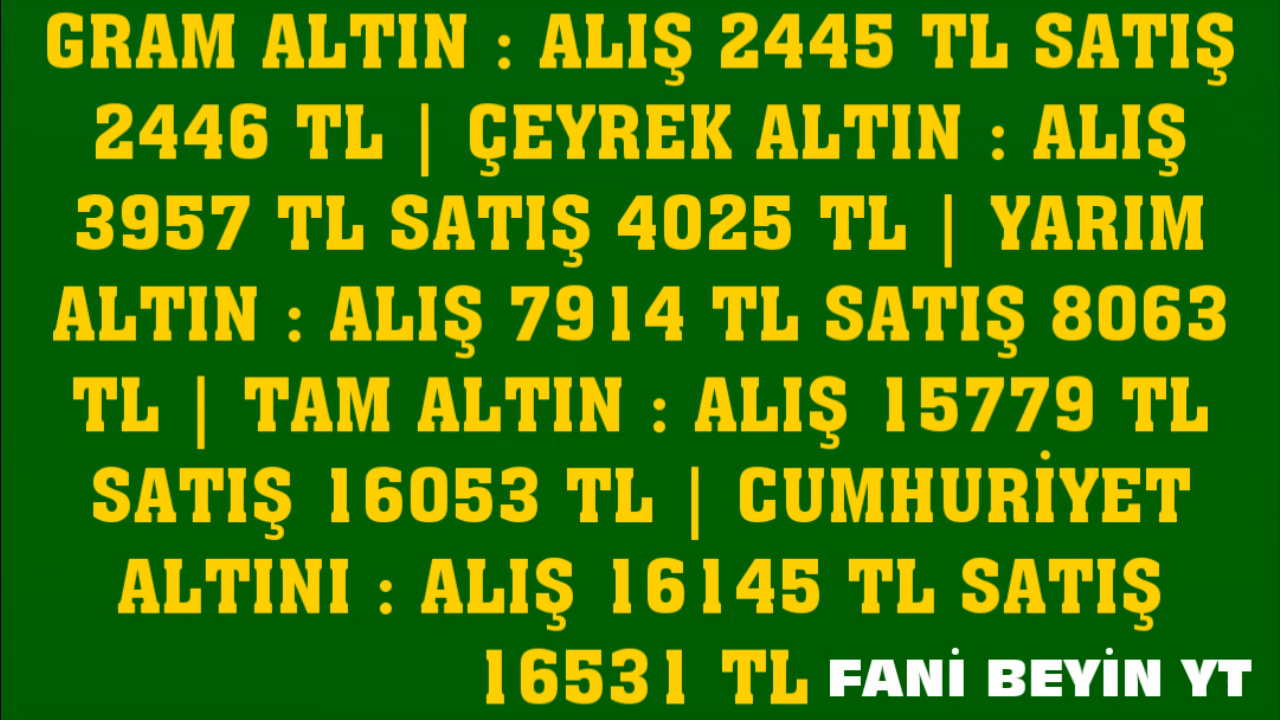 GRAM ALTIN : ALIŞ 2445 TL SATIŞ
2446 TL | ÇEYREK ALTIN : ALIŞ
3957 TL SATIŞ 4025 TL | YARIM
ALTIN : ALIŞ 7914 TL SATIŞ 8063
TL | TAM ALTIN : ALIŞ 15779 TL
SATIŞ 16053 TL | CUMHURİYET
ALTINI : ALIŞ 16145 TL SATIŞ
16531 TL FANİ BEYİN YT